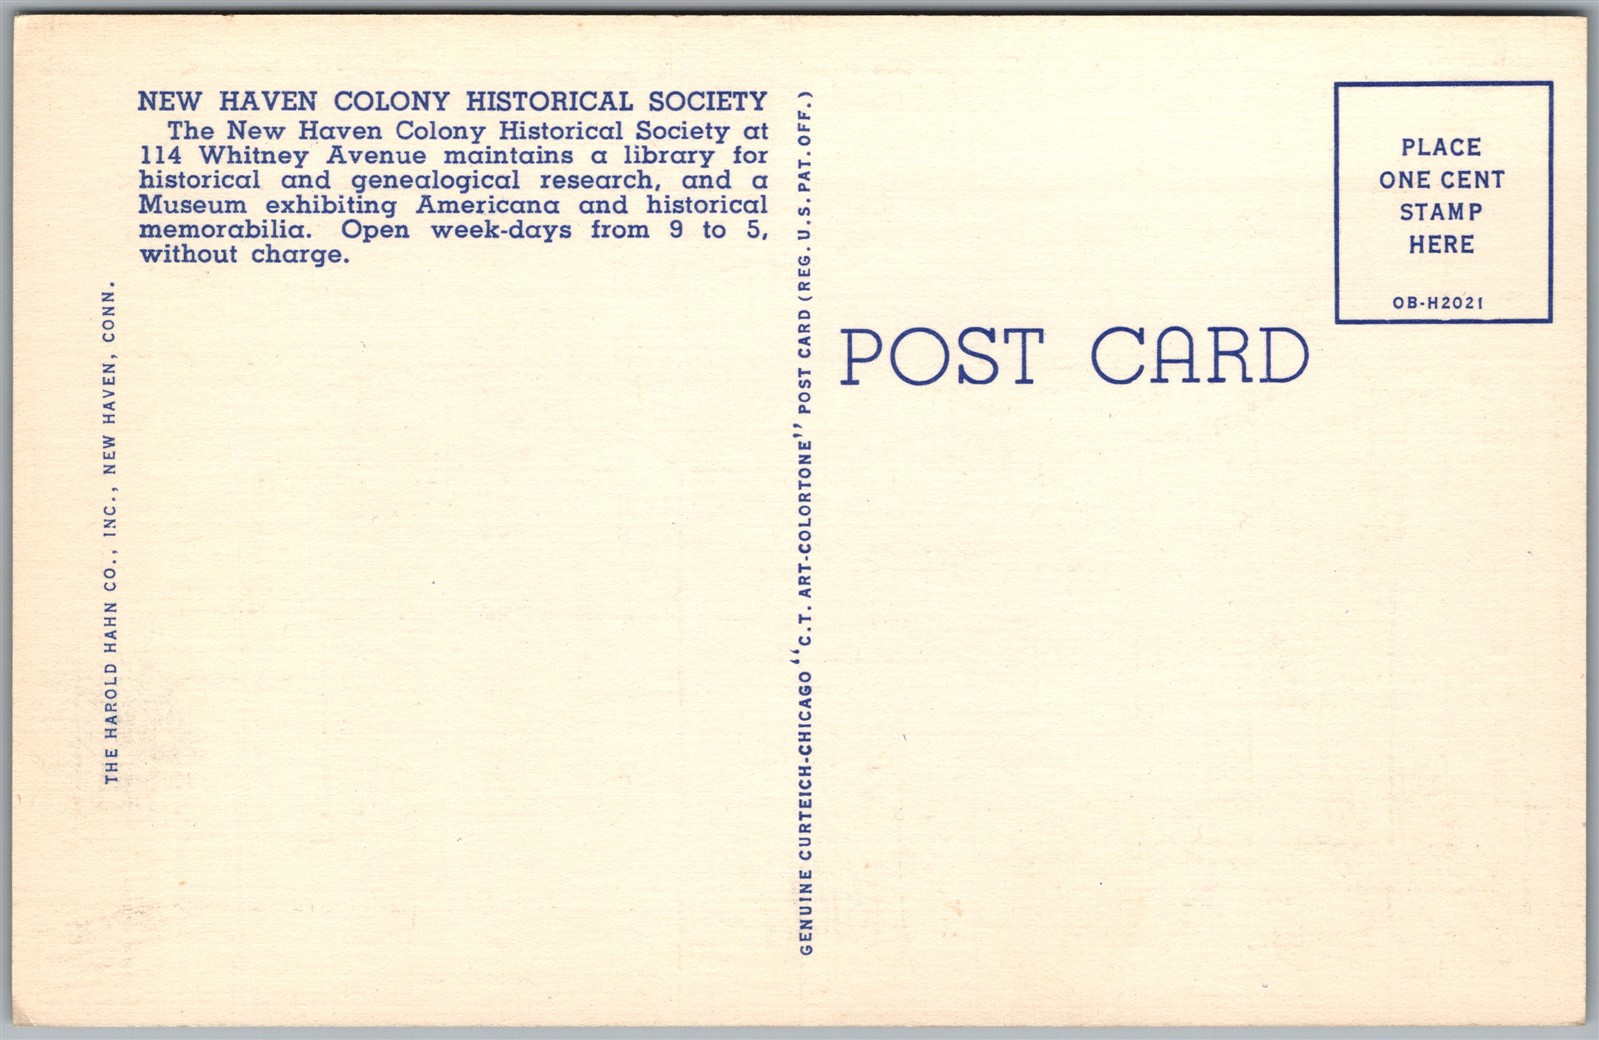 NEW HAVEN COLONY HISTORICAL SOCIETY
The New Haven Colony Historical Society at
114 Whitney Avenue maintains a library for
historical and genealogical research, and a
Museum exhibiting Americana and historical
memorabilia. Open week-days from 9 to 5,
without charge.
THE HAROLD HAHN CO., INC., NEW HAVEN, CONN.
GENUINE CURTEICH-CHICAGO "C.T. ART-COLORTONE" POST CARD (REG. U.S. PAT. OFF.)
POST CARD
PLACE
ONE CENT
STAMP
HERE
OB-H2021